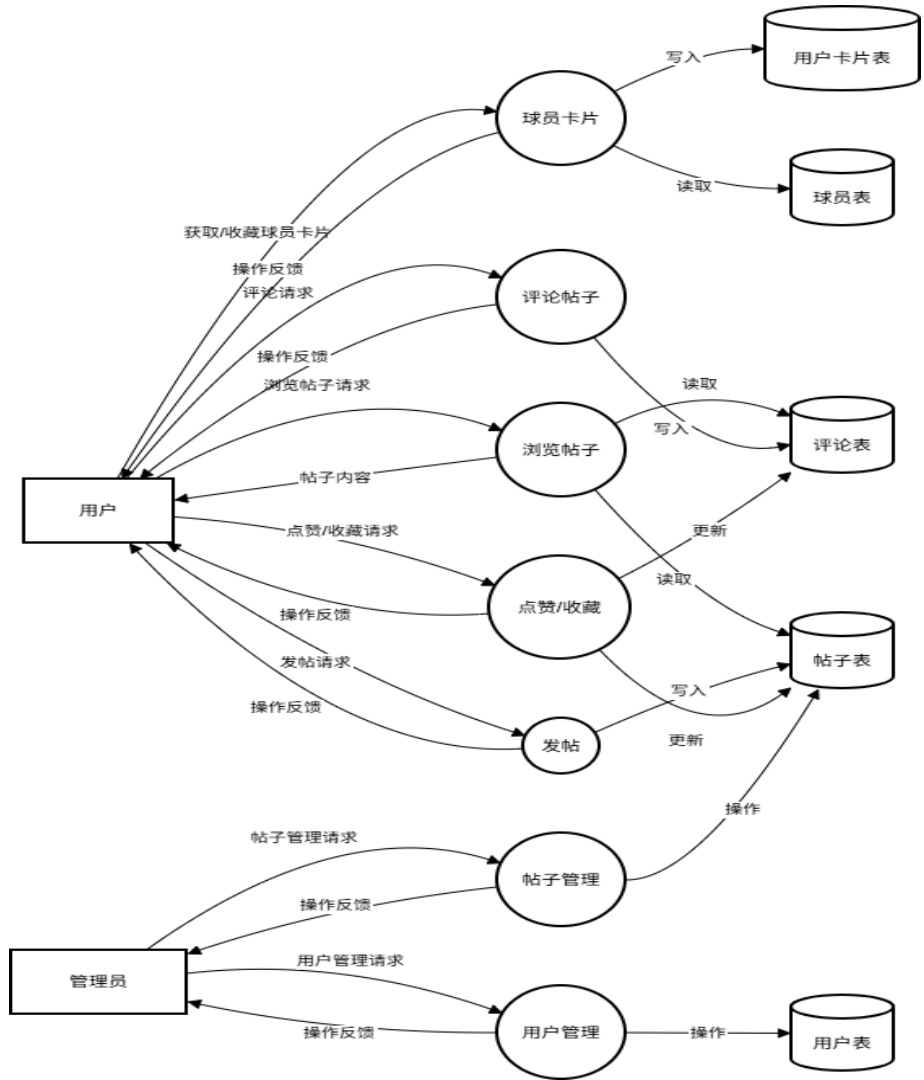 用户卡片表
写入
球员卡片
读取
球员表
获取/收藏球员卡片
操作反馈
评论请求
评论帖子
操作反馈
浏览帖子请求
读取
写入
评论表
浏览帖子
帖子内容
用户
点赞/收藏请求
更新
读取
点赞/收藏
操作反馈
发帖请求
帖子表
写入
操作反馈
发帖
更新
操作
帖子管理请求
帖子管理
操作反馈
用户管理请求
管理员
操作反馈
用户管理
操作
用户表